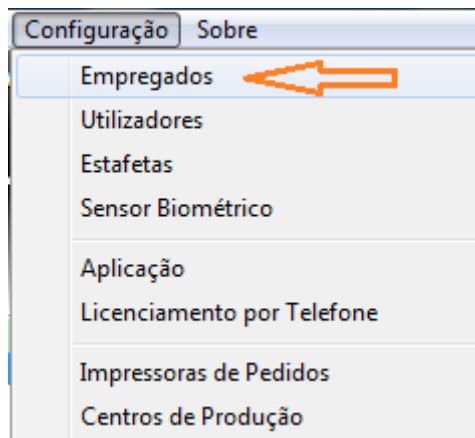 Configuração Sobre
Empregados
Utilizadores
Estafetas
Sensor Biométrico
Aplicação
Licenciamento por Telefone
Impressoras de Pedidos
Centros de Produção